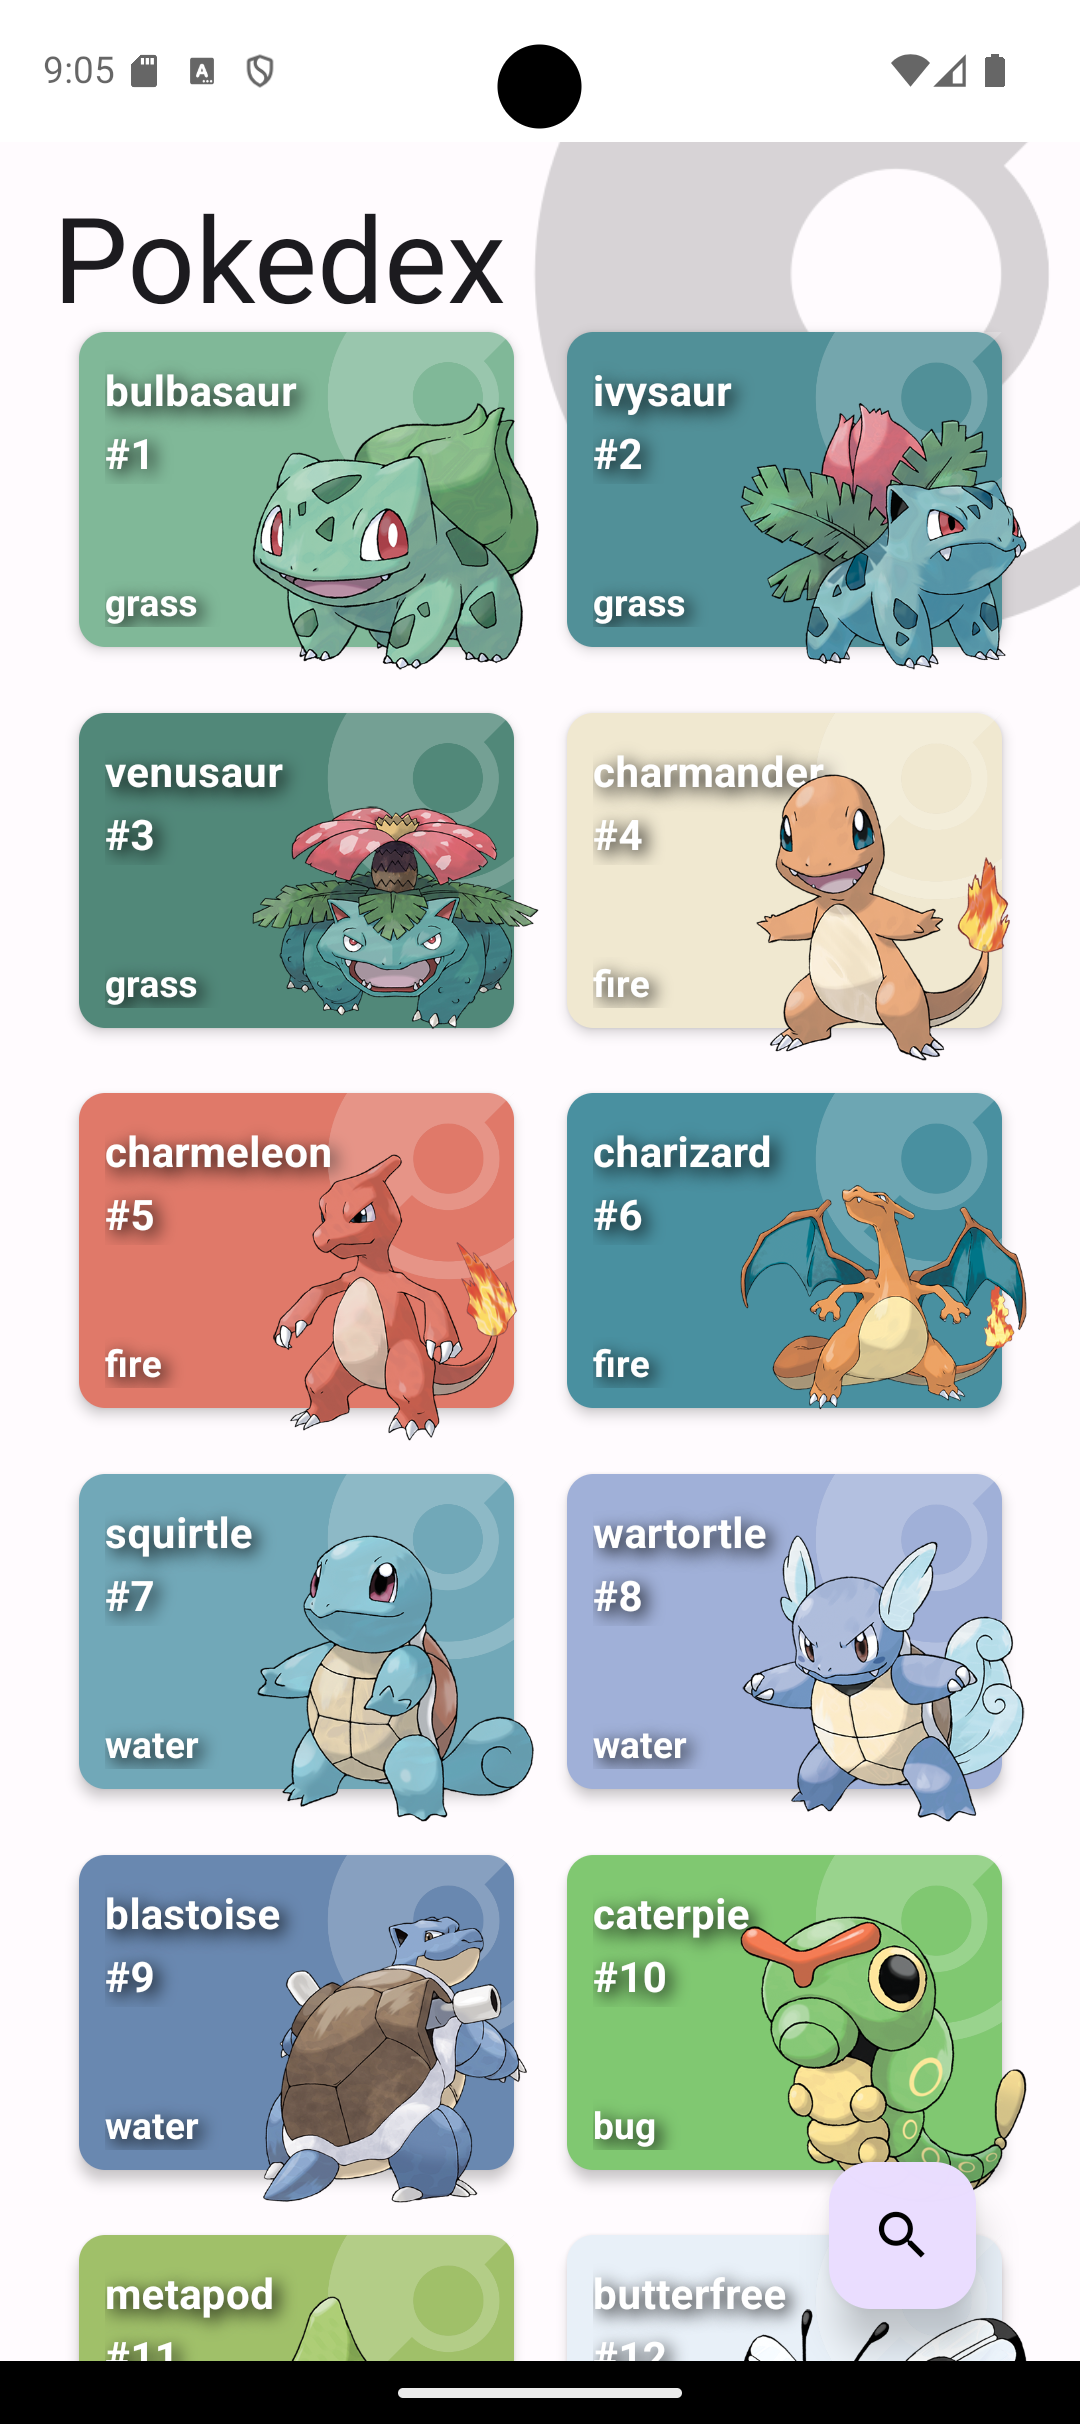 9:05
Pokedex
bulbasaur
#1
grass
ivysaur
#2
grass
venusaur
#3
grass
charmander
#4
fire
charmeleon
#5
fire
charizard
#6
fire
squirtle
#7
water
wartortle
#8
water
blastoise
#9
water
caterpie
#10
bug
metapod
#11
butterfree
#12